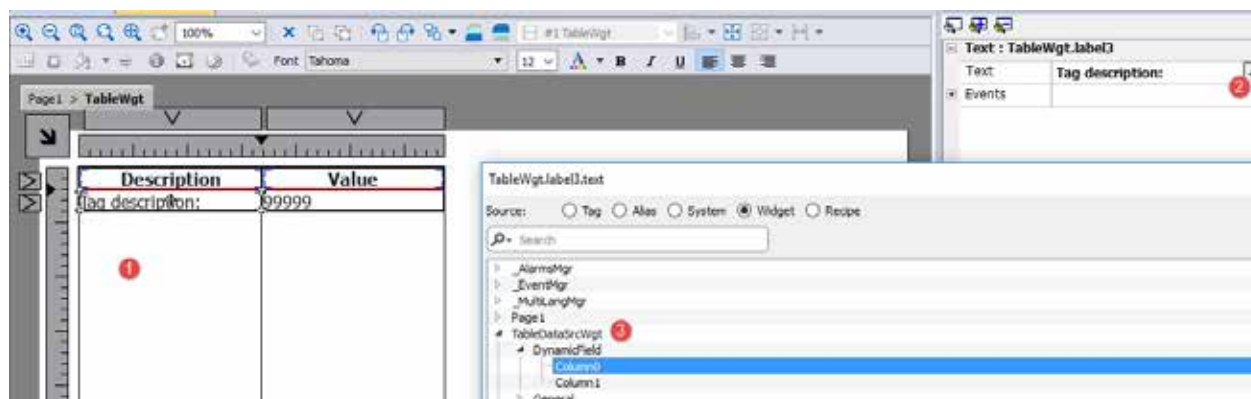 100%
#1 TableWgt
Font Tahoma
12
A
B
I
U
Page1 > TableWgt
Description Value
Tag description: 99999
1
Text : TableWgt.label3
Text Tag description:
2
Events
TableWgt.label3.text
Source: Tag Alias System Widget Recipe
Search
_AlarmsMgr
_EventMgr
_MultiLangMgr
Page1
TableDataSrcWgt 3
DynamicField
Column0
Column1
General